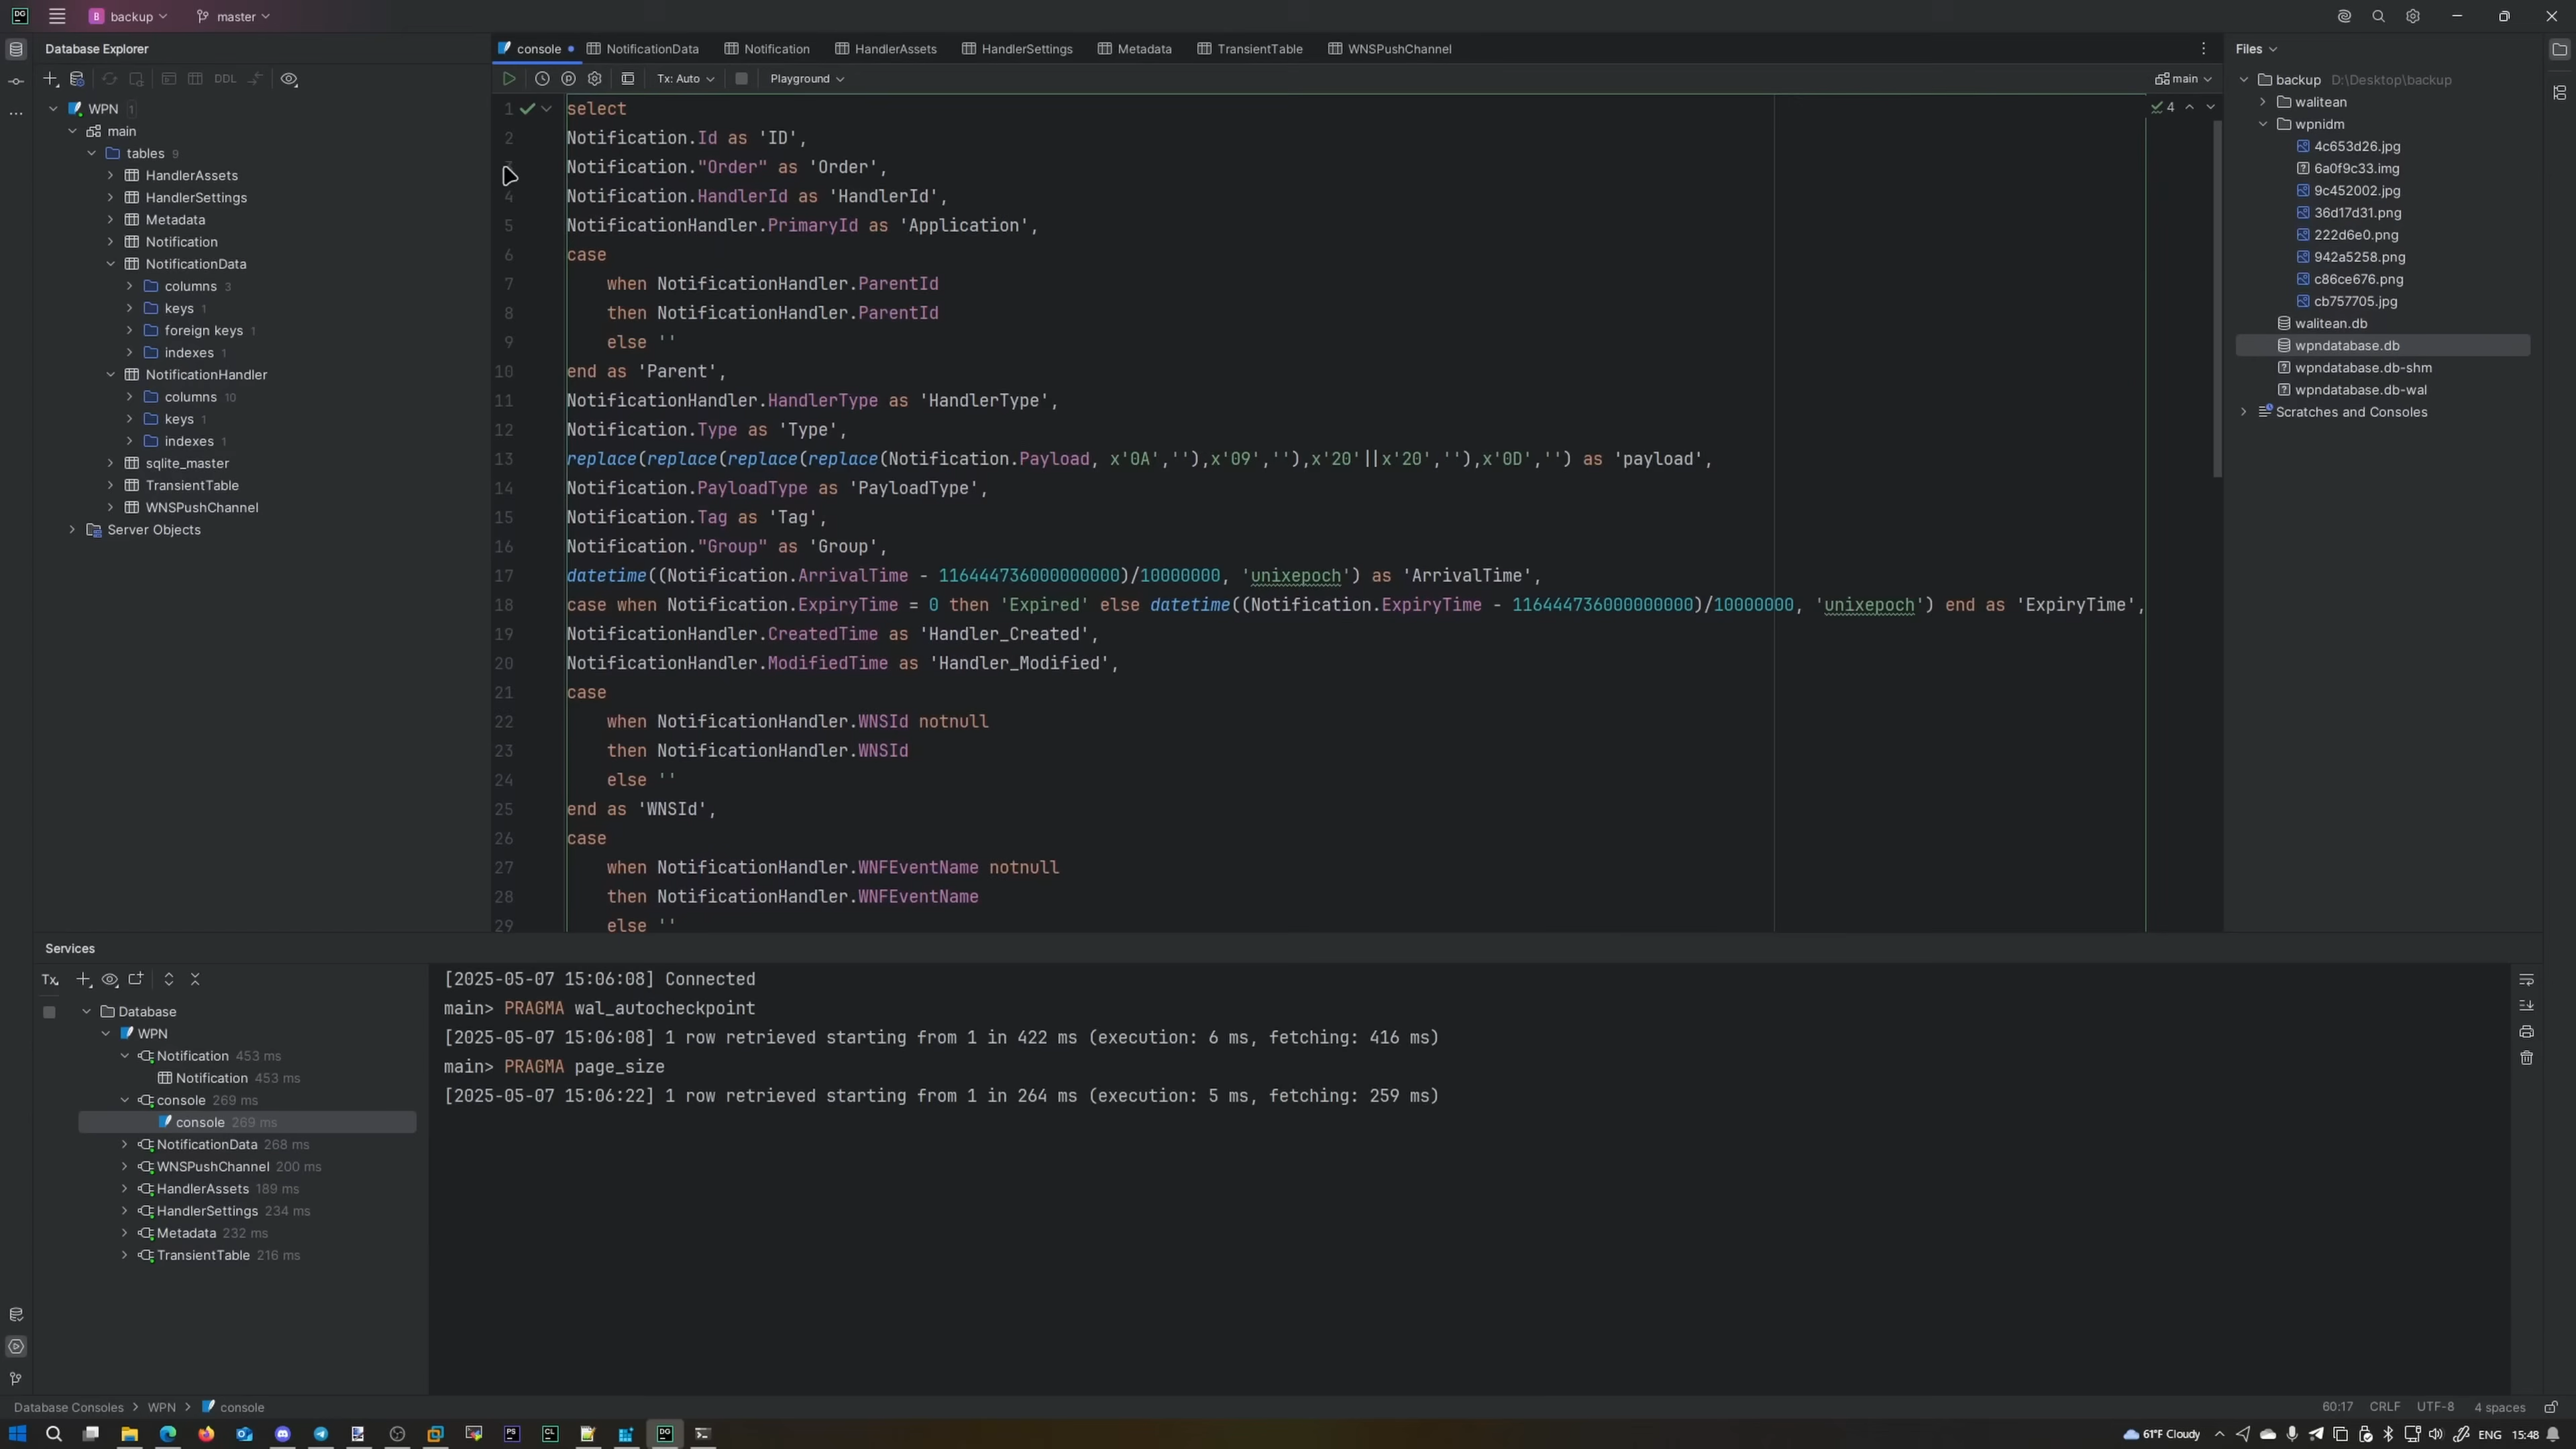 DG
B backup
master
Database Explorer
DDL
WPN 1
main
tables 9
HandlerAssets
HandlerSettings
Metadata
Notification
NotificationData
columns 3
keys 1
foreign keys 1
indexes 1
NotificationHandler
columns 10
keys 1
indexes 1
sqlite_master
TransientTable
WNSPushChannel
Server Objects
console
NotificationData
Notification
HandlerAssets
HandlerSettings
Metadata
TransientTable
WNSPushChannel
Tx: Auto
Playground
main
4
1 select
2 Notification.Id as 'ID',
3 Notification."Order" as 'Order',
4 Notification.HandlerId as 'HandlerId',
5 NotificationHandler.PrimaryId as 'Application',
6 case
7 when NotificationHandler.ParentId
8 then NotificationHandler.ParentId
9 else ''
10 end as 'Parent',
11 NotificationHandler.HandlerType as 'HandlerType',
12 Notification.Type as 'Type',
13 replace(replace(replace(replace(Notification.Payload, x'0A',''),x'09',''),x'20'||x'20',''),x'0D','') as 'payload',
14 Notification.PayloadType as 'PayloadType',
15 Notification.Tag as 'Tag',
16 Notification."Group" as 'Group',
17 datetime((Notification.ArrivalTime - 116444736000000000)/10000000, 'unixepoch') as 'ArrivalTime',
18 case when Notification.ExpiryTime = 0 then 'Expired' else datetime((Notification.ExpiryTime - 116444736000000000)/10000000, 'unixepoch') end as 'ExpiryTime',
19 NotificationHandler.CreatedTime as 'Handler_Created',
20 NotificationHandler.ModifiedTime as 'Handler_Modified',
21 case
22 when NotificationHandler.WNSId notnull
23 then NotificationHandler.WNSId
24 else ''
25 end as 'WNSId',
26 case
27 when NotificationHandler.WNFEventName notnull
28 then NotificationHandler.WNFEventName
29 else ''
Files
backup D:\Desktop\backup
walitean
wpnidm
4c653d26.jpg
6a0f9c33.img
9c452002.jpg
36d17d31.png
222d6e0.png
942a5258.png
c86ce676.png
cb757705.jpg
walitean.db
wpndatabase.db
wpndatabase.db-shm
wpndatabase.db-wal
Scratches and Consoles
Services
Tx
Database
WPN
Notification 453 ms
Notification 453 ms
console 269 ms
console 269 ms
NotificationData 268 ms
WNSPushChannel 200 ms
HandlerAssets 189 ms
HandlerSettings 234 ms
Metadata 232 ms
TransientTable 216 ms
[2025-05-07 15:06:08] Connected
main> PRAGMA wal_autocheckpoint
[2025-05-07 15:06:08] 1 row retrieved starting from 1 in 422 ms (execution: 6 ms, fetching: 416 ms)
main> PRAGMA page_size
[2025-05-07 15:06:22] 1 row retrieved starting from 1 in 264 ms (execution: 5 ms, fetching: 259 ms)
Database Consoles > WPN > console
60:17 CRLF UTF-8 4 spaces
PS
CL
DG
61°F Cloudy
ENG
15:48